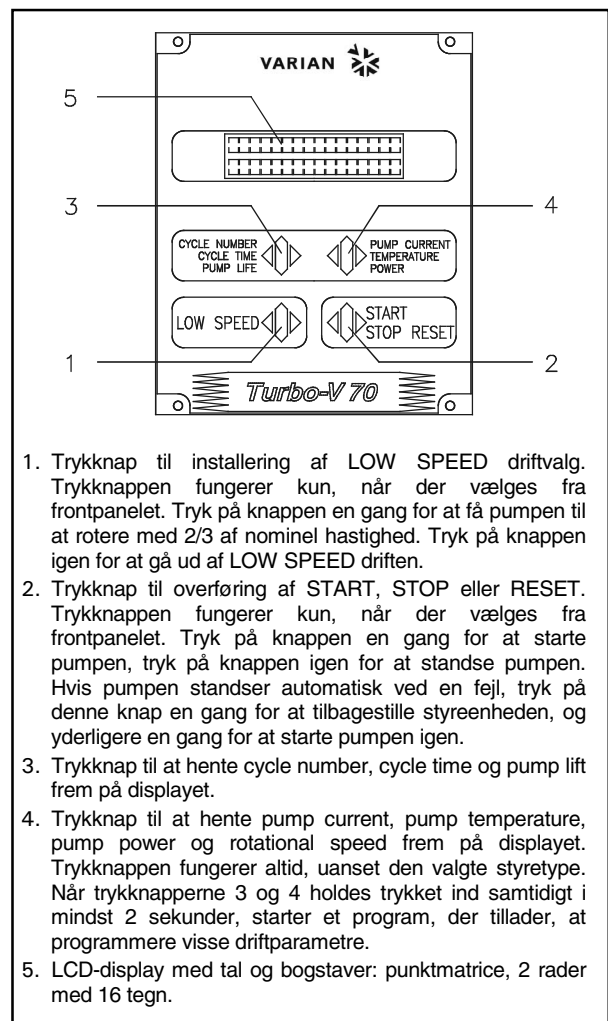 VARIAN
5
3
4
CYCLE NUMBER
CYCLE TIME
PUMP LIFE
PUMP CURRENT
TEMPERATURE
POWER
LOW SPEED
START
STOP RESET
1
2
Turbo-V 70
1. Trykknap til installering af LOW SPEED driftvalg.
Trykknappen fungerer kun, når der vælges fra
frontpanelet. Tryk på knappen en gang for at få pumpen til
at rotere med 2/3 af nominel hastighed. Tryk på knappen
igen for at gå ud af LOW SPEED driften.
2. Trykknap til overføring af START, STOP eller RESET.
Trykknappen fungerer kun, når der vælges fra
frontpanelet. Tryk på knappen en gang for at starte
pumpen, tryk på knappen igen for at standse pumpen.
Hvis pumpen standser automatisk ved en fejl, tryk på
denne knap en gang for at tilbagestille styreenheden, og
yderligere en gang for at starte pumpen igen.
3. Trykknap til at hente cycle number, cycle time og pump lift
frem på displayet.
4. Trykknap til at hente pump current, pump temperature,
pump power og rotational speed frem på displayet.
Trykknappen fungerer altid, uanset den valgte styretype.
Når trykknapperne 3 og 4 holdes trykket ind samtidigt i
mindst 2 sekunder, starter et program, der tillader, at
programmere visse driftparametre.
5. LCD-display med tal og bogstaver: punktmatrice, 2 rader
med 16 tegn.